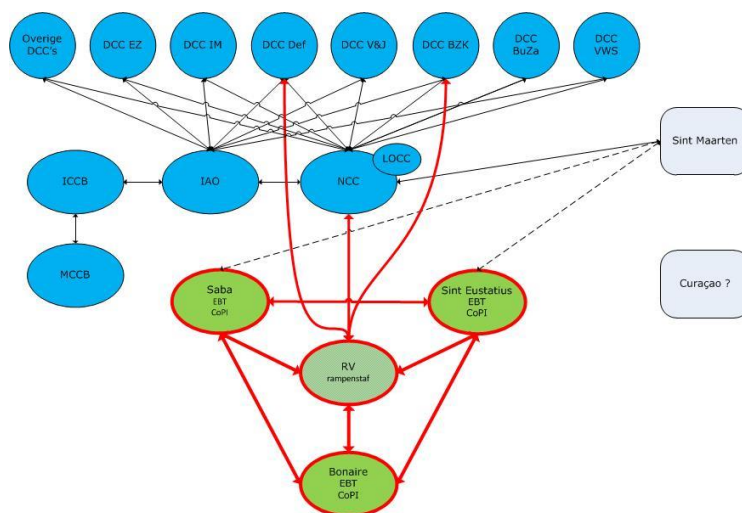 Overige
DCC's
DCC EZ
DCC IM
DCC Def
DCC V&J
DCC BZK
DCC
BuZa
DCC
VWS
Sint Maarten
LOCC
ICCB
IAO
NCC
MCCB
Saba
EBT
CoPI
Sint Eustatius
EBT
CoPI
Curaçao ?
RV
rampenstaf
Bonaire
EBT
CoPI